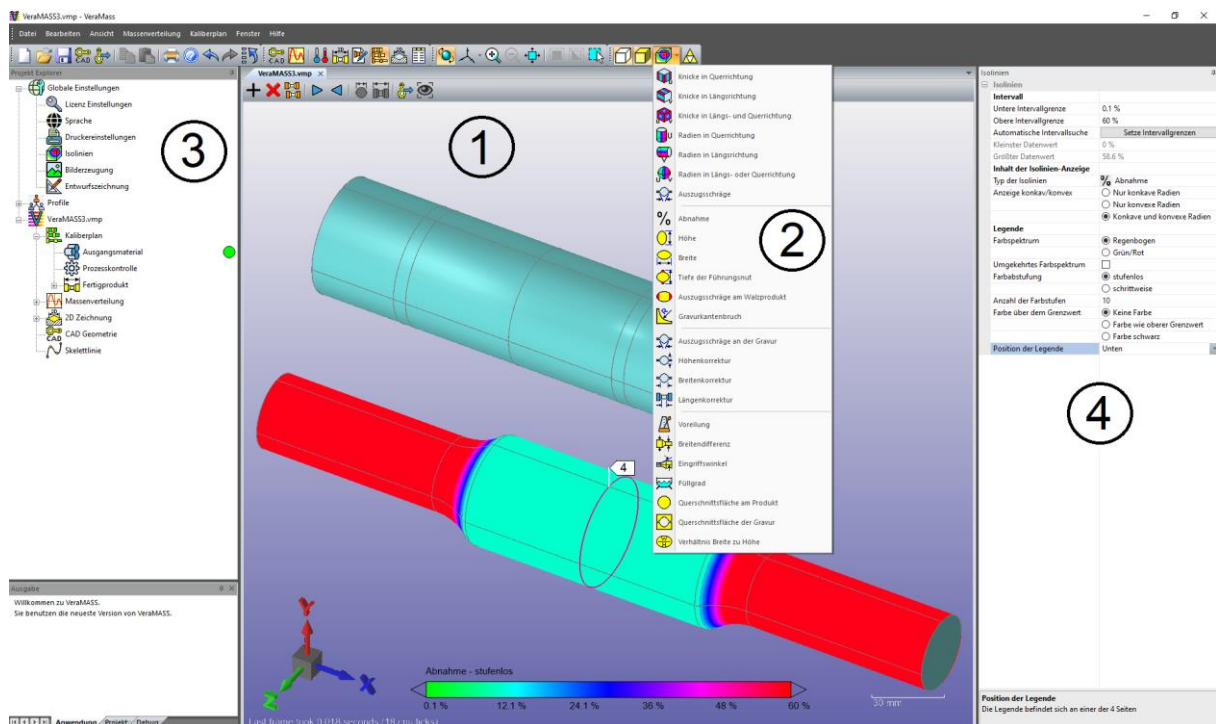 VeraMASS3.vmp - VeraMass
Datei Bearbeiten Ansicht Massenverteilung Kaliberplan Fenster Hilfe
Projekt Explorer
Globale Einstellungen
Lizenz Einstellungen
Sprache
Druckereinstellungen
Isolinien
Bilderzeugung
Entwurfszeichnung
Profile
VeraMASS3.vmp
Kaliberplan
Ausgangsmaterial
Prozesskontrolle
Fertigprodukt
Massenverteilung
2D Zeichnung
CAD Geometrie
Skelettlinie
3
Ausgabe
Willkommen zu VeraMASS.
Sie benutzen die neueste Version von VeraMASS.
Anwendung Projekt Debug
VeraMASS3.vmp
1
4
Y
X
Z
Abnahme - stufenlos
0.1 % 12.1 % 24.1 % 36 % 48 % 60 %
30 mm
Last frame took 0.018 seconds (18 cpu ticks)
Knicke in Querrichtung
Knicke in Längsrichtung
Knicke in Längs- und Querrichtung
Radien in Querrichtung
Radien in Längsrichtung
Radien in Längs- oder Querrichtung
Auszugsschräge
Abnahme
Höhe
Breite
Tiefe der Führungsnut
Auszugsschräge am Walzprodukt
Gravurkantenbruch
Auszugsschräge an der Gravur
Höhenkorrektur
Breitenkorrektur
Längenkorrektur
Voreilung
Breitendifferenz
Eingriffswinkel
Füllgrad
Querschnittsfläche am Produkt
Querschnittsfläche der Gravur
Verhältnis Breite zu Höhe
2
Isolinien
Isolinien
Intervall
Untere Intervallgrenze 0.1 %
Obere Intervallgrenze 60 %
Automatische Intervallsuche Setze Intervallgrenzen
Kleinster Datenwert 0 %
Größter Datenwert 58.6 %
Inhalt der Isolinien-Anzeige
Typ der Isolinien % Abnahme
Anzeige konkav/konvex Nur konkave Radien
Nur konvexe Radien
Konkave und konvexe Radien
Legende
Farbspektrum Regenbogen
Grün/Rot
Umgekehrtes Farbspektrum
Farbabstufung stufenlos
schrittweise
Anzahl der Farbstufen 10
Farbe über dem Grenzwert Keine Farbe
Farbe wie oberer Grenzwert
Farbe schwarz
Position der Legende Unten
4
Position der Legende
Die Legende befindet sich an einer der 4 Seiten